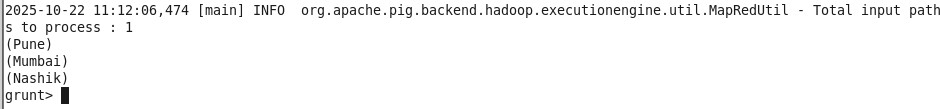 2025-10-22 11:12:06,474 [main] INFO  org.apache.pig.backend.hadoop.executionengine.util.MapRedUtil - Total input path
s to process : 1
(Pune)
(Mumbai)
(Nashik)
grunt>